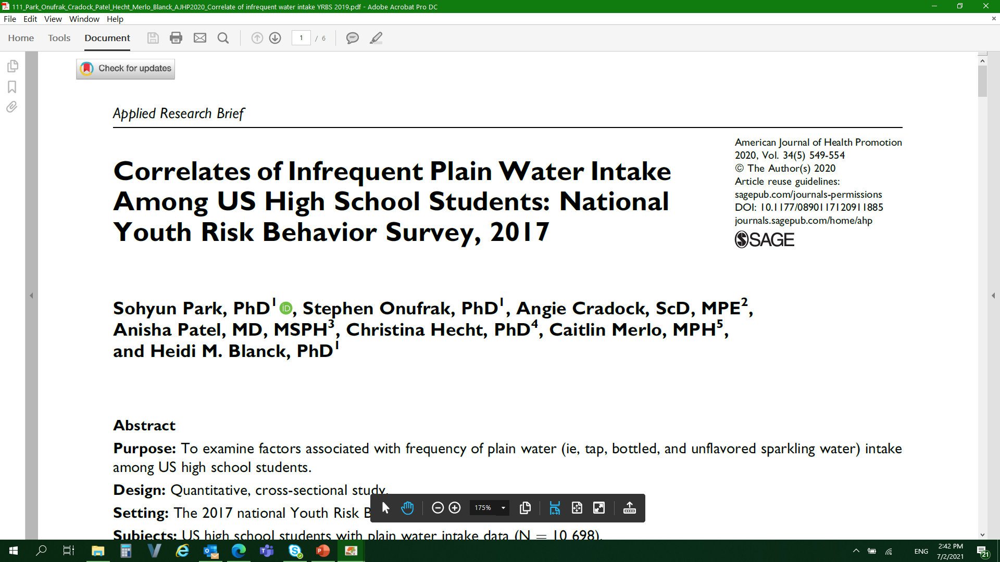 111_Park_Onufrak_Cradock_Patel_Hecht_Merlo_Blanck_AJHP2020_Correlate of infrequent water intake YRBS 2019.pdf - Adobe Acrobat Pro DC
File Edit View Window Help
Home Tools Document 1 / 6
Check for updates
Applied Research Brief
American Journal of Health Promotion
2020, Vol. 34(5) 549-554
© The Author(s) 2020
Article reuse guidelines:
sagepub.com/journals-permissions
DOI: 10.1177/0890117120911885
journals.sagepub.com/home/ahp
SAGE
Correlates of Infrequent Plain Water Intake
Among US High School Students: National
Youth Risk Behavior Survey, 2017
Sohyun Park, PhD1 iD, Stephen Onufrak, PhD1, Angie Cradock, ScD, MPE2,
Anisha Patel, MD, MSPH3, Christina Hecht, PhD4, Caitlin Merlo, MPH5,
and Heidi M. Blanck, PhD1
Abstract
Purpose: To examine factors associated with frequency of plain water (ie, tap, bottled, and unflavored sparkling water) intake
among US high school students.
Design: Quantitative, cross-sectional study.
Setting: The 2017 national Youth Risk B
175%
Subjects: US high school students with plain water intake data (N = 10 698).
ENG
2:42 PM
7/2/2021
21